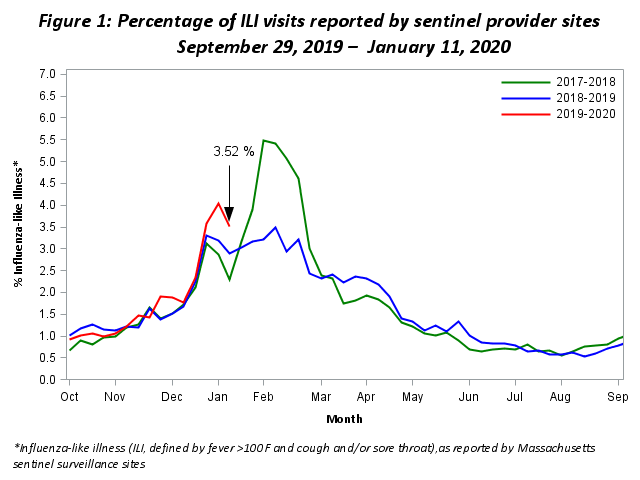 Figure 1: Percentage of ILI visits reported by sentinel provider sites
September 29, 2019 – January 11, 2020
7.0
6.5
6.0
5.5
5.0
4.5
4.0
3.5
3.0
2.5
2.0
1.5
1.0
0.5
0.0
% Influenza-like Illness*
2017-2018
2018-2019
2019-2020
3.52 %
Oct Nov Dec Jan Feb Mar Apr May Jun Jul Aug Sep
Month
*Influenza-like illness (ILI, defined by fever >100F and cough and/or sore throat),as reported by Massachusetts
sentinel surveillance sites